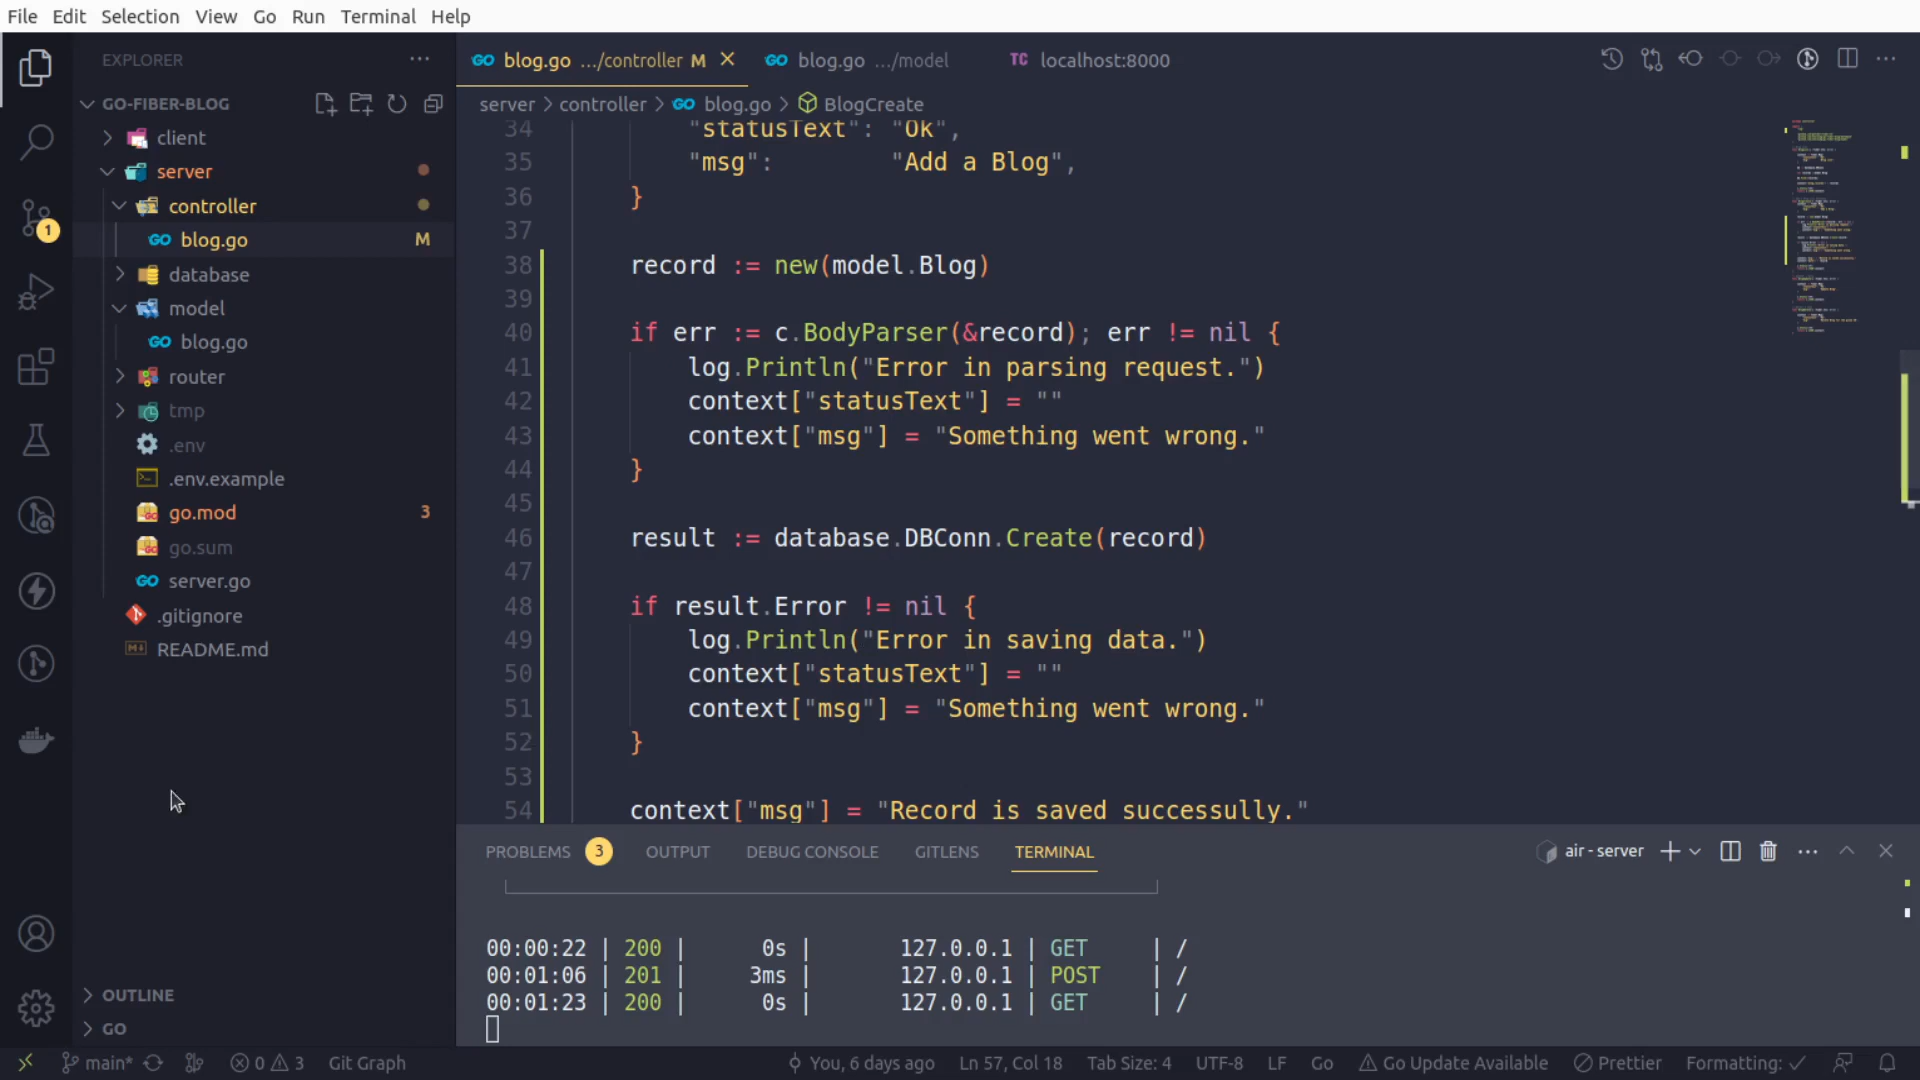 File Edit Selection View Go Run Terminal Help
EXPLORER
GO blog.go .../controller M
GO blog.go .../model
TC localhost:8000
GO-FIBER-BLOG
server > controller > GO blog.go > BlogCreate
client
server
controller
GO blog.go M
database
model
GO blog.go
router
tmp
.env
.env.example
go.mod 3
go.sum
GO server.go
.gitignore
README.md
OUTLINE
GO
1
34 "statusText": "Ok",
35 "msg": "Add a Blog",
36 }
37
38 record := new(model.Blog)
39
40 if err := c.BodyParser(&record); err != nil {
41 log.Println("Error in parsing request.")
42 context["statusText"] = ""
43 context["msg"] = "Something went wrong."
44 }
45
46 result := database.DBConn.Create(record)
47
48 if result.Error != nil {
49 log.Println("Error in saving data.")
50 context["statusText"] = ""
51 context["msg"] = "Something went wrong."
52 }
53
54 context["msg"] = "Record is saved successully."
PROBLEMS 3 OUTPUT DEBUG CONSOLE GITLENS TERMINAL
air - server
00:00:22 | 200 | 0s | 127.0.0.1 | GET | /
00:01:06 | 201 | 3ms | 127.0.0.1 | POST | /
00:01:23 | 200 | 0s | 127.0.0.1 | GET | /
main* 0 3 Git Graph You, 6 days ago Ln 57, Col 18 Tab Size: 4 UTF-8 LF Go Go Update Available Prettier Formatting: ✓